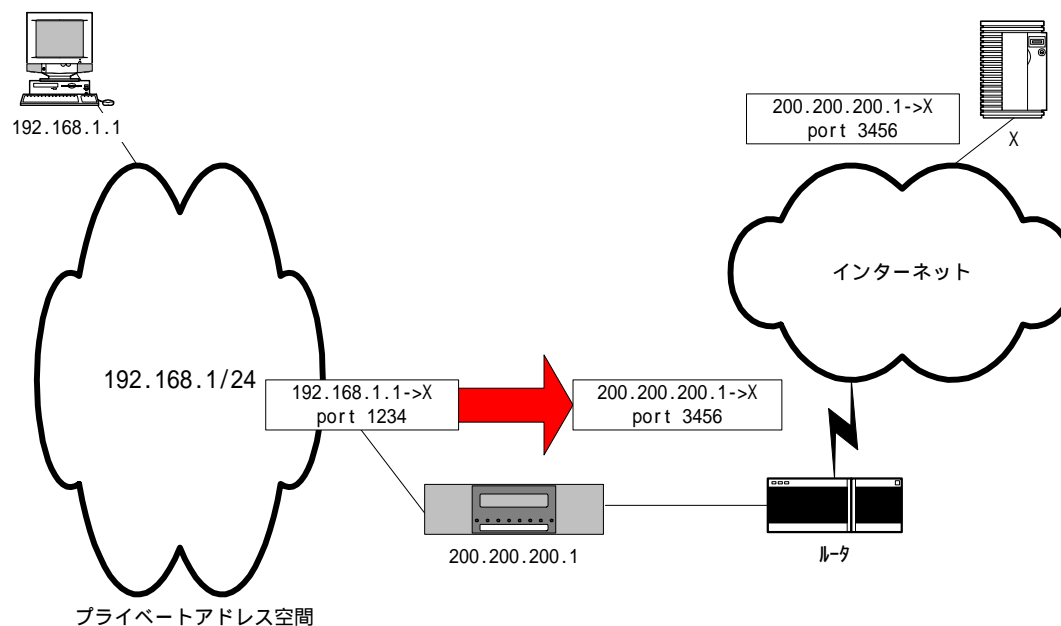 192.168.1.1
200.200.200.1->X
port 3456
X
インターネット
192.168.1/24
192.168.1.1->X
port 1234
200.200.200.1->X
port 3456
200.200.200.1
ルータ
プライベートアドレス空間